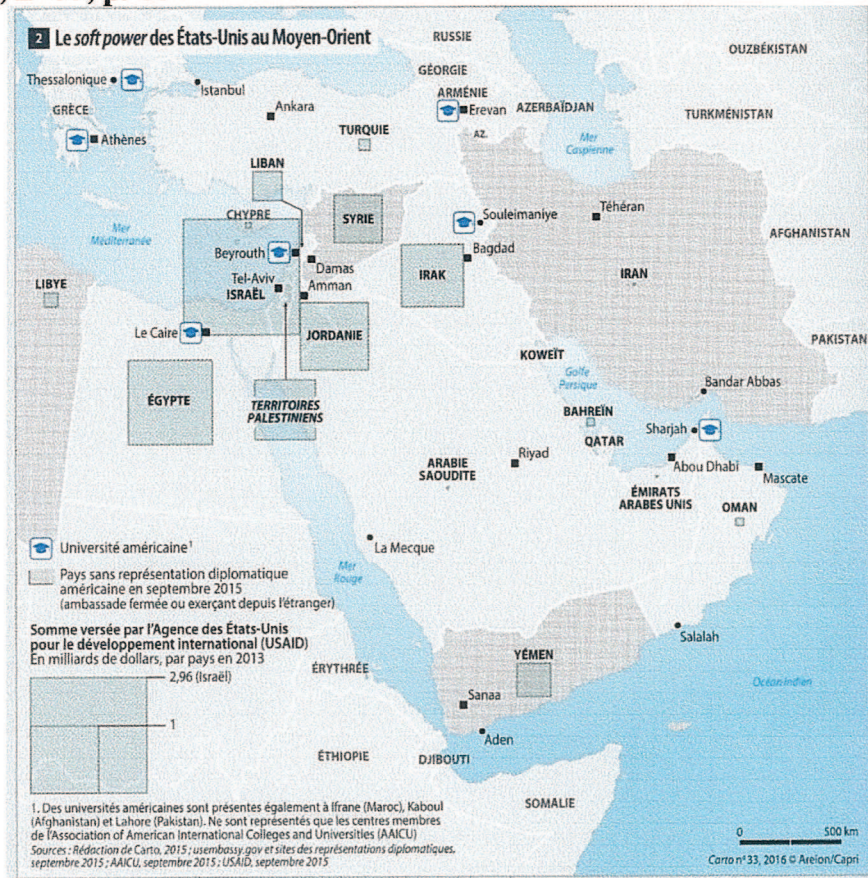 2 Le soft power des États-Unis au Moyen-Orient
RUSSIE
OUZBÉKISTAN
GÉORGIE
Thessalonique
Istanbul
ARMÉNIE
Erevan
AZERBAÏDJAN
TURKMÉNISTAN
GRÈCE
Ankara
AZ.
Mer
Caspienne
Athènes
TURQUIE
LIBAN
CHYPRE
SYRIE
Souleimaniye
Téhéran
AFGHANISTAN
Mer
Méditerranée
Beyrouth
Damas
Bagdad
IRAK
IRAN
LIBYE
Tel-Aviv
ISRAËL
Amman
Le Caire
JORDANIE
PAKISTAN
KOWEÏT
Golfe
Persique
Bandar Abbas
ÉGYPTE
TERRITOIRES
PALESTINIENS
BAHREÏN
QATAR
Sharjah
Riyad
Abou Dhabi
Mascate
ARABIE
SAOUDITE
ÉMIRATS
ARABES UNIS
OMAN
La Mecque
Mer
Rouge
Université américaine1
Pays sans représentation diplomatique
américaine en septembre 2015
(ambassade fermée ou exerçant depuis l'étranger)
Somme versée par l'Agence des États-Unis
pour le développement international (USAID)
En milliards de dollars, par pays en 2013
2,96 (Israël)
1
Salalah
ÉRYTHRÉE
YÉMEN
Sanaa
Océan Indien
Aden
ÉTHIOPIE
DJIBOUTI
SOMALIE
1. Des universités américaines sont présentes également à Ifrane (Maroc), Kaboul
(Afghanistan) et Lahore (Pakistan). Ne sont représentés que les centres membres
de l'Association of American International Colleges and Universities (AAICU)
Sources : Rédaction de Carto, 2015 ; usembassy.gov et sites des représentations diplomatiques,
septembre 2015 ; AAICU, septembre 2015 ; USAID, septembre 2015
0 500 km
Carto n° 33, 2016 © Areion/Capri